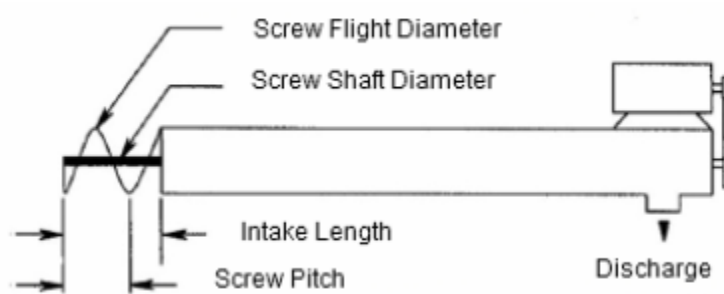 Screw Flight Diameter
Screw Shaft Diameter
Intake Length
Screw Pitch
Discharge